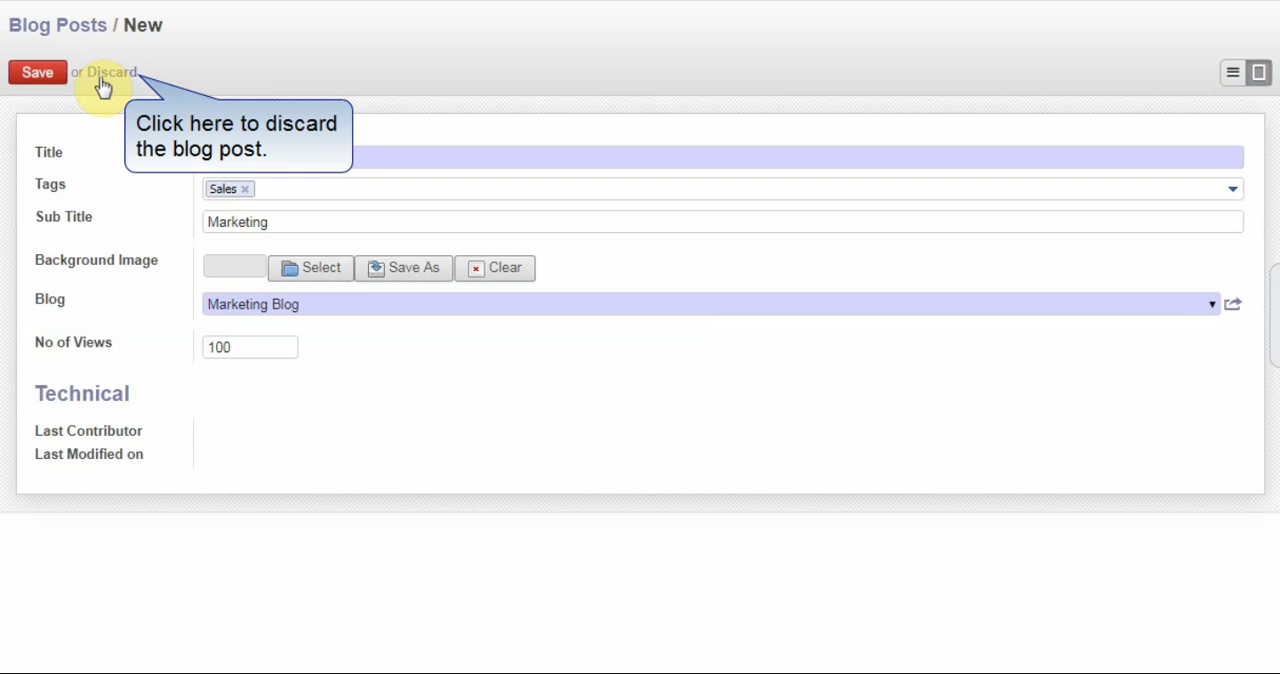 Blog Posts / New
Save or Discard
Click here to discard
the blog post.
Title
Tags
Sales
Sub Title
Marketing
Background Image
Select
Save As
Clear
Blog
Marketing Blog
No of Views
100
Technical
Last Contributor
Last Modified on